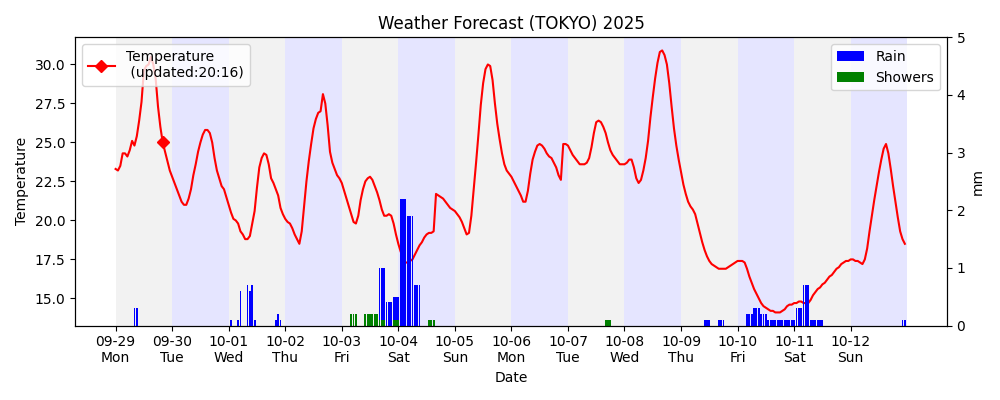 Weather Forecast (TOKYO) 2025
Temperature
(updated:20:16)
Rain
Showers
Temperature
30.0
27.5
25.0
22.5
20.0
17.5
15.0
5
4
3
2
1
0
mm
09-29 09-30 10-01 10-02 10-03 10-04 10-05 10-06 10-07 10-08 10-09 10-10 10-11 10-12
Mon Tue Wed Thu Fri Sat Sun Mon Tue Wed Thu Fri Sat Sun
Date